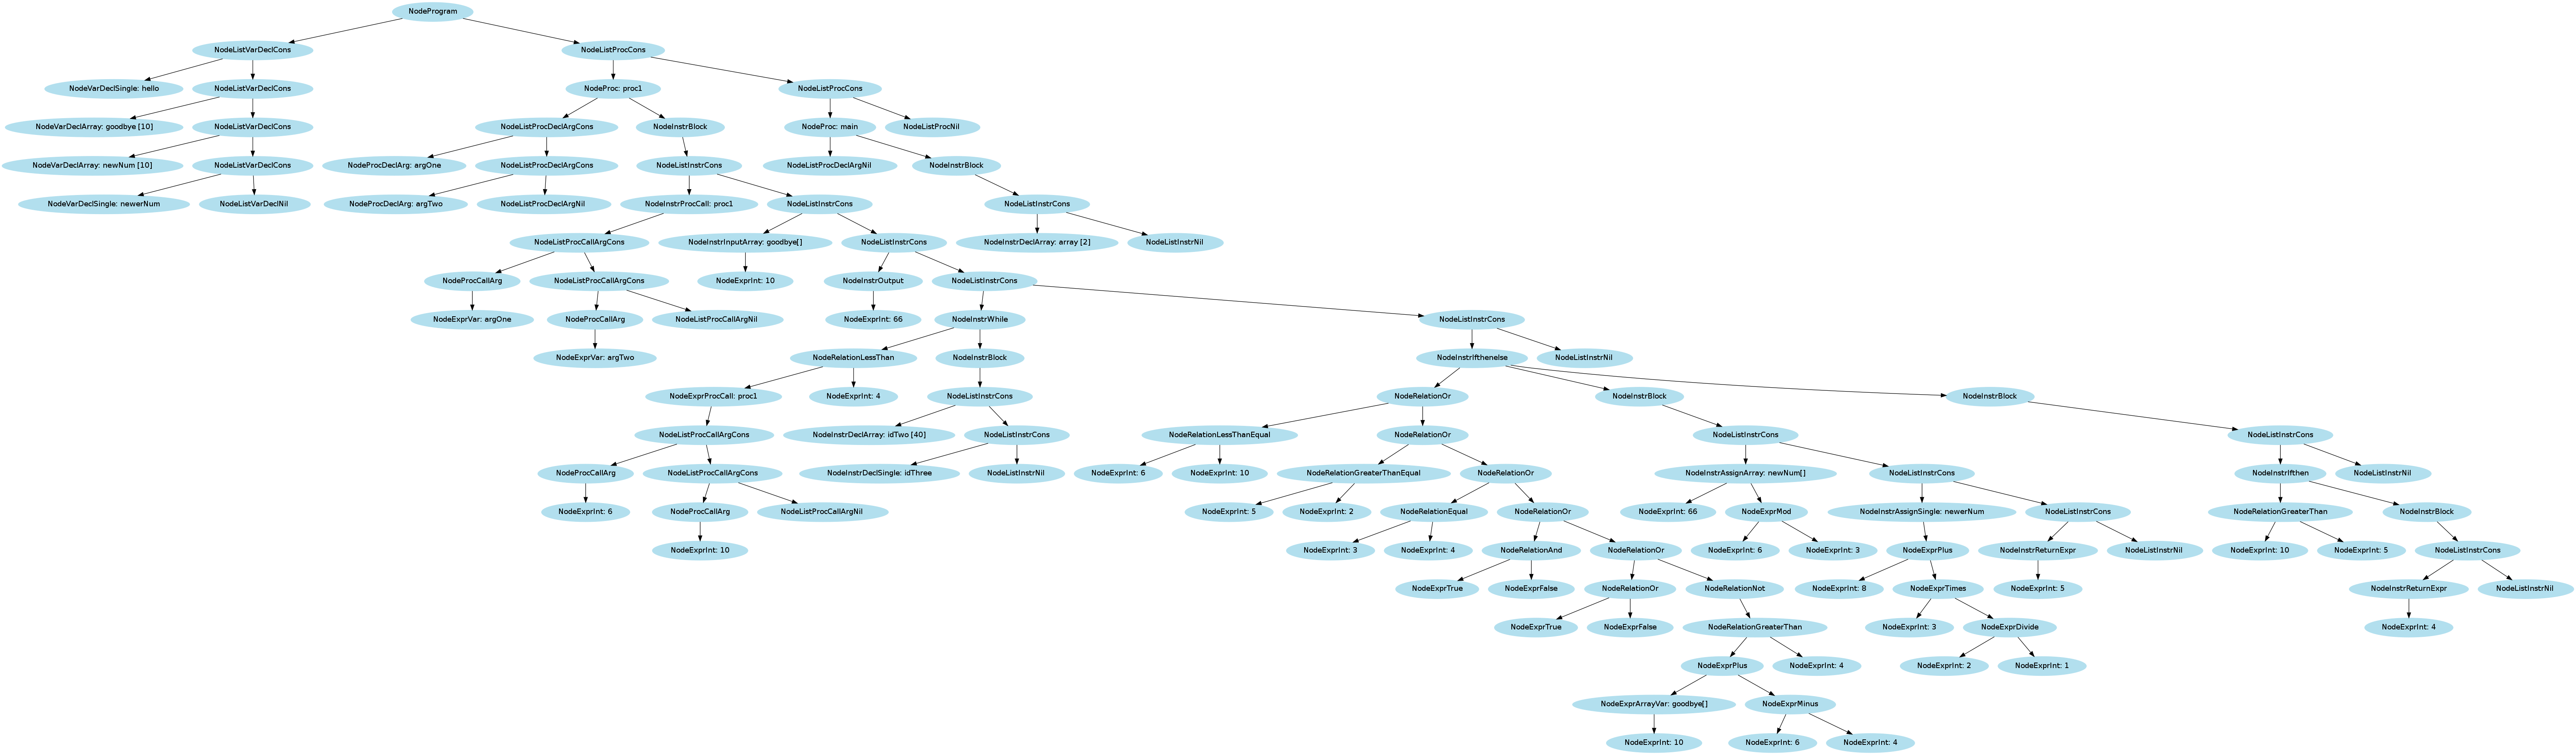 NodeProgram
NodeListVarDeclCons
NodeListProcCons
NodeVarDeclSingle: hello
NodeListVarDeclCons
NodeProc: proc1
NodeListProcCons
NodeVarDeclArray: goodbye [10]
NodeListVarDeclCons
NodeListProcDeclArgCons
NodeInstrBlock
NodeProc: main
NodeListProcNil
NodeVarDeclArray: newNum [10]
NodeListVarDeclCons
NodeProcDeclArg: argOne
NodeListProcDeclArgCons
NodeListInstrCons
NodeListProcDeclArgNil
NodeInstrBlock
NodeVarDeclSingle: newerNum
NodeListVarDeclNil
NodeProcDeclArg: argTwo
NodeListProcDeclArgNil
NodeInstrProcCall: proc1
NodeListInstrCons
NodeListInstrCons
NodeListProcCallArgCons
NodeInstrInputArray: goodbye[]
NodeListInstrCons
NodeInstrDeclArray: array [2]
NodeListInstrNil
NodeProcCallArg
NodeListProcCallArgCons
NodeExprInt: 10
NodeInstrOutput
NodeListInstrCons
NodeExprVar: argOne
NodeProcCallArg
NodeListProcCallArgNil
NodeExprInt: 66
NodeInstrWhile
NodeListInstrCons
NodeExprVar: argTwo
NodeRelationLessThan
NodeInstrBlock
NodeInstrIfthenelse
NodeListInstrNil
NodeExprProcCall: proc1
NodeExprInt: 4
NodeListInstrCons
NodeRelationOr
NodeInstrBlock
NodeInstrBlock
NodeListProcCallArgCons
NodeInstrDeclArray: idTwo [40]
NodeListInstrCons
NodeRelationLessThanEqual
NodeRelationOr
NodeListInstrCons
NodeListInstrCons
NodeProcCallArg
NodeListProcCallArgCons
NodeInstrDeclSingle: idThree
NodeListInstrNil
NodeExprInt: 6
NodeExprInt: 10
NodeRelationGreaterThanEqual
NodeRelationOr
NodeInstrAssignArray: newNum[]
NodeListInstrCons
NodeInstrIfthen
NodeListInstrNil
NodeExprInt: 6
NodeProcCallArg
NodeListProcCallArgNil
NodeExprInt: 5
NodeExprInt: 2
NodeRelationEqual
NodeRelationOr
NodeExprInt: 66
NodeExprMod
NodeInstrAssignSingle: newerNum
NodeListInstrCons
NodeRelationGreaterThan
NodeInstrBlock
NodeExprInt: 10
NodeExprInt: 3
NodeExprInt: 4
NodeRelationAnd
NodeRelationOr
NodeExprInt: 6
NodeExprInt: 3
NodeExprPlus
NodeInstrReturnExpr
NodeListInstrNil
NodeExprInt: 10
NodeExprInt: 5
NodeListInstrCons
NodeExprTrue
NodeExprFalse
NodeRelationOr
NodeRelationNot
NodeExprInt: 8
NodeExprTimes
NodeExprInt: 5
NodeInstrReturnExpr
NodeListInstrNil
NodeExprTrue
NodeExprFalse
NodeRelationGreaterThan
NodeExprInt: 3
NodeExprDivide
NodeExprInt: 4
NodeExprPlus
NodeExprInt: 4
NodeExprInt: 2
NodeExprInt: 1
NodeExprArrayVar: goodbye[]
NodeExprMinus
NodeExprInt: 10
NodeExprInt: 6
NodeExprInt: 4